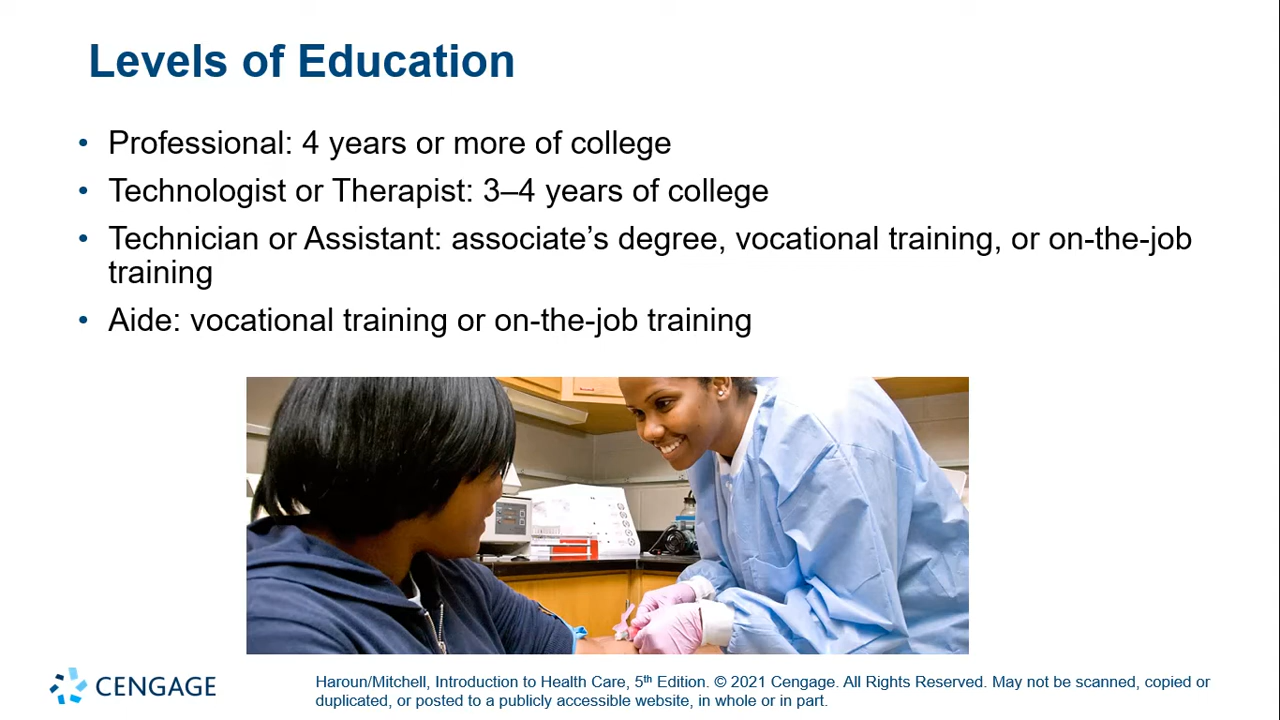 Levels of Education
• Professional: 4 years or more of college
• Technologist or Therapist: 3–4 years of college
• Technician or Assistant: associate’s degree, vocational training, or on-the-job
training
• Aide: vocational training or on-the-job training
CENGAGE
Haroun/Mitchell, Introduction to Health Care, 5th Edition. © 2021 Cengage. All Rights Reserved. May not be scanned, copied or
duplicated, or posted to a publicly accessible website, in whole or in part.